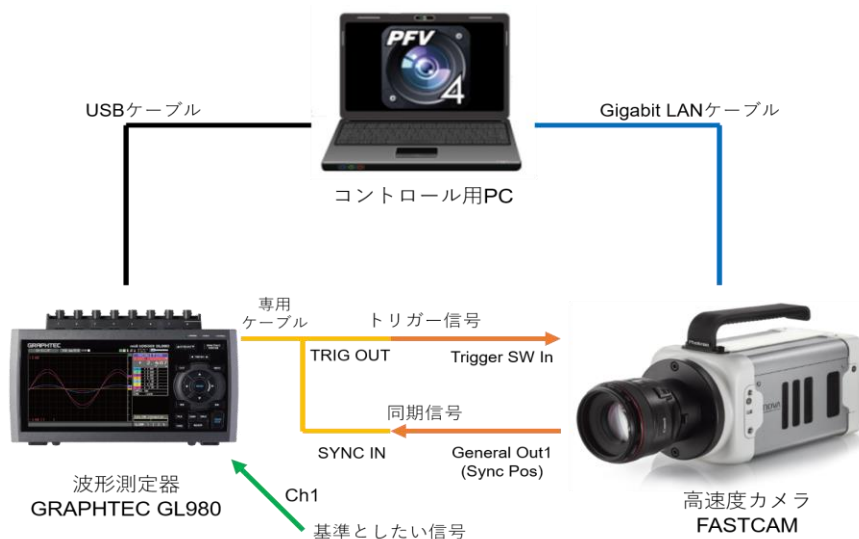 PFV
4
USBケーブル
Gigabit LANケーブル
コントロール用PC
専用
ケーブル
トリガー信号
TRIG OUT
Trigger SW In
同期信号
SYNC IN
General Out1
(Sync Pos)
GRAPHTEC
波形測定器
GRAPHTEC GL980
Ch1
基準としたい信号
高速度カメラ
FASTCAM